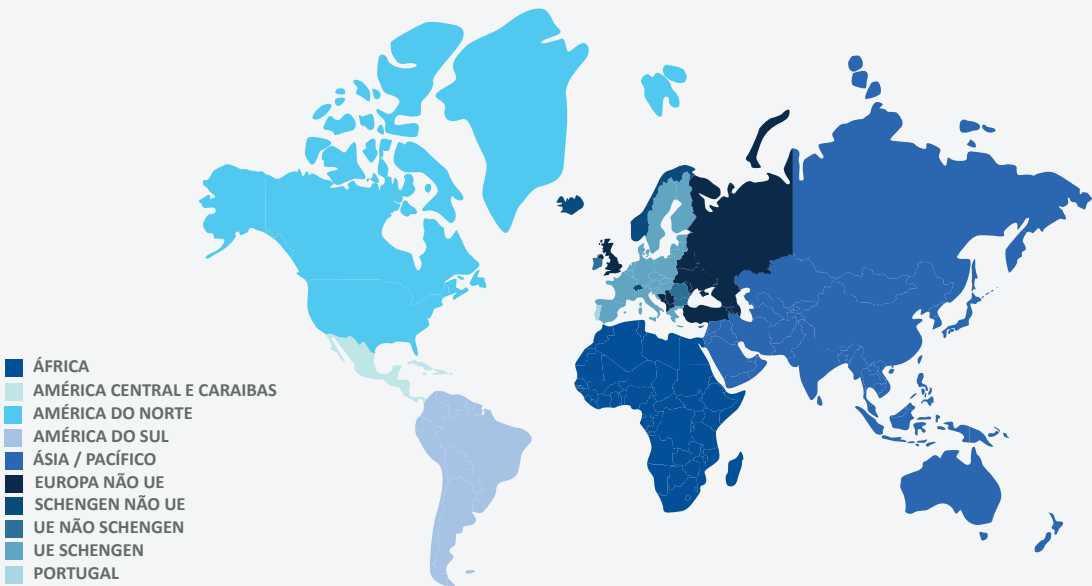 ÁFRICA
AMÉRICA CENTRAL E CARAIBAS
AMÉRICA DO NORTE
AMÉRICA DO SUL
ÁSIA / PACÍFICO
EUROPA NÃO UE
SCHENGEN NÃO UE
UE NÃO SCHENGEN
UE SCHENGEN
PORTUGAL